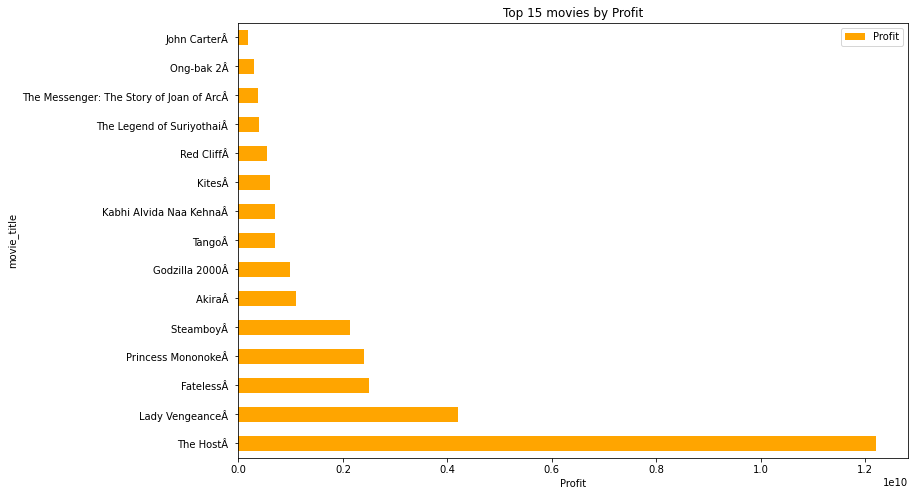 Top 15 movies by Profit
Profit
John CarterÂ
Ong-bak 2Â
The Messenger: The Story of Joan of ArcÂ
The Legend of SuriyothaiÂ
Red CliffÂ
KitesÂ
Kabhi Alvida Naa KehnaÂ
TangoÂ
Godzilla 2000Â
AkiraÂ
SteamboyÂ
Princess MononokeÂ
FatelessÂ
Lady VengeanceÂ
The HostÂ
movie_title
0.0 0.2 0.4 0.6 0.8 1.0 1.2
1e10
Profit